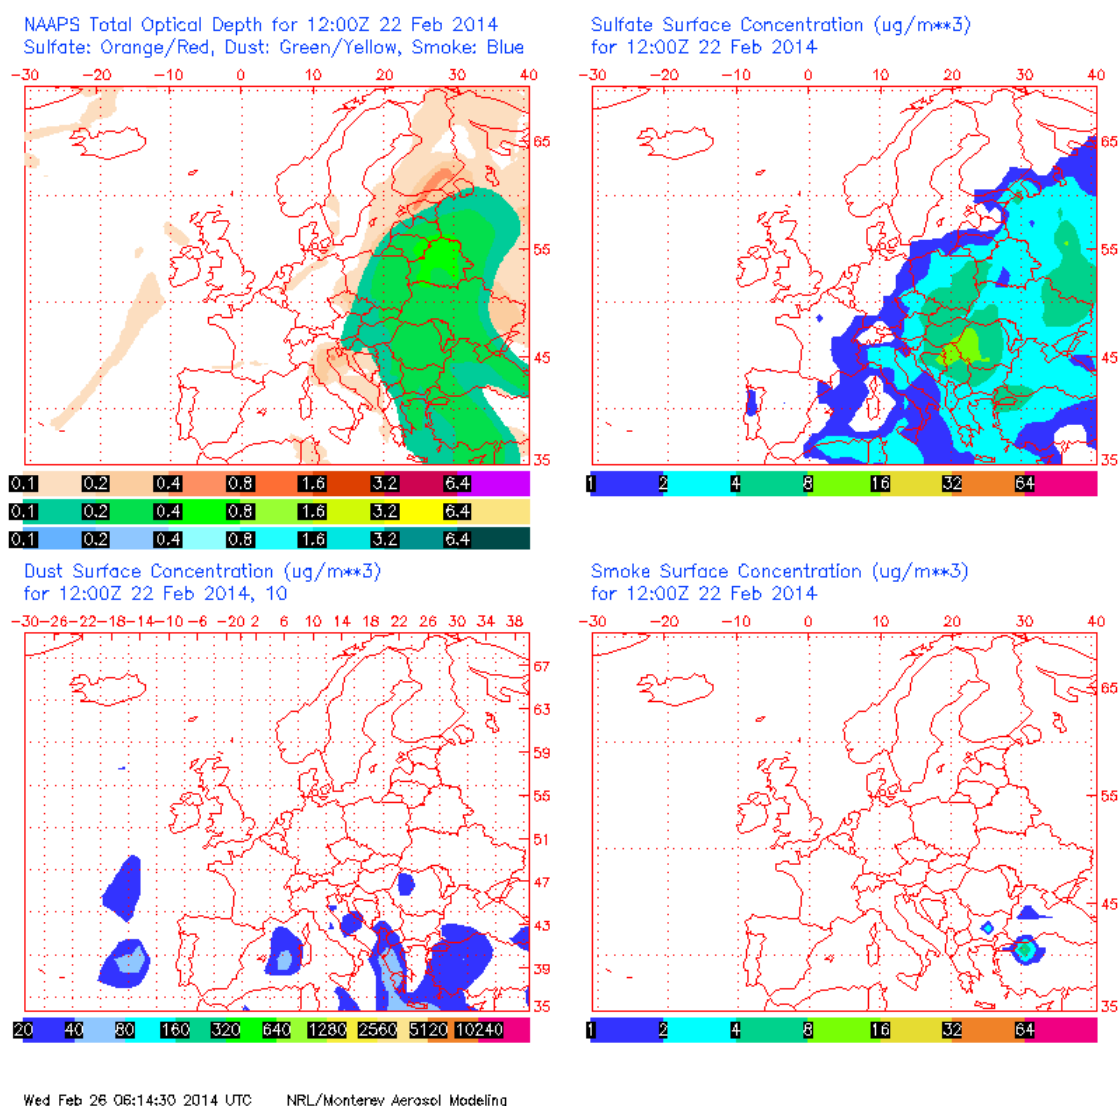 NAAPS Total Optical Depth for 12:00Z 22 Feb 2014
Sulfate: Orange/Red, Dust: Green/Yellow, Smoke: Blue
-30 -20 -10 0 10 20 30 40
65
55
45
35
0.1 0.2 0.4 0.8 1.6 3.2 6.4
0.1 0.2 0.4 0.8 1.6 3.2 6.4
0.1 0.2 0.4 0.8 1.6 3.2 6.4
Sulfate Surface Concentration (ug/m**3)
for 12:00Z 22 Feb 2014
-30 -20 -10 0 10 20 30 40
65
55
45
35
1 2 4 8 16 32 64
Dust Surface Concentration (ug/m**3)
for 12:00Z 22 Feb 2014, 10
-30-26-22-18-14-10 -6 -20 2 6 10 14 18 22 26 30 34 38
67
63
59
55
51
47
43
39
35
20 40 80 160 320 640 1280 2560 5120 10240
Smoke Surface Concentration (ug/m**3)
for 12:00Z 22 Feb 2014
-30 -20 -10 0 10 20 30 40
65
55
45
35
1 2 4 8 16 32 64
Wed Feb 26 06:14:30 2014 UTC NRL/Monterey Aerosol Modeling